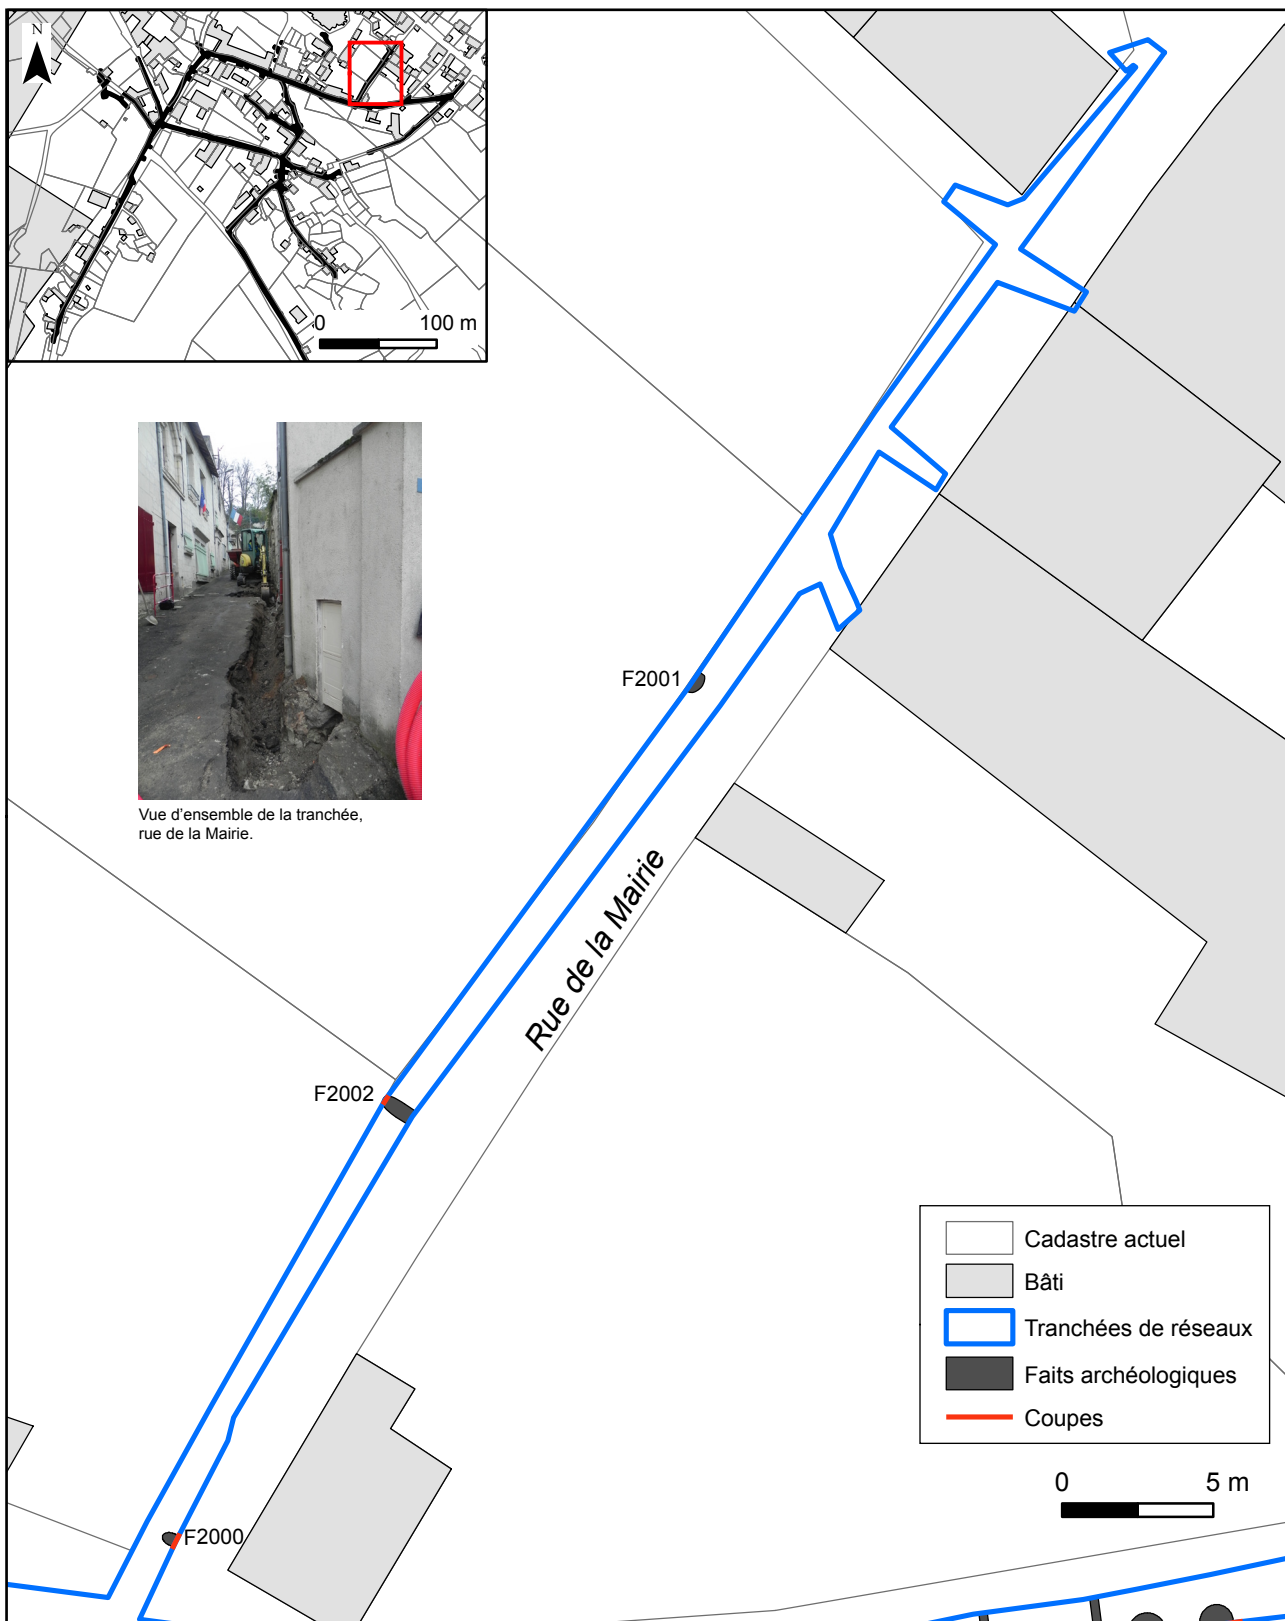 N
0 100 m
Vue d'ensemble de la tranchée,
rue de la Mairie.
F2001
Rue de la Mairie
F2002
Cadastre actuel
Bâti
Tranchées de réseaux
Faits archéologiques
Coupes
0 5 m
F2000